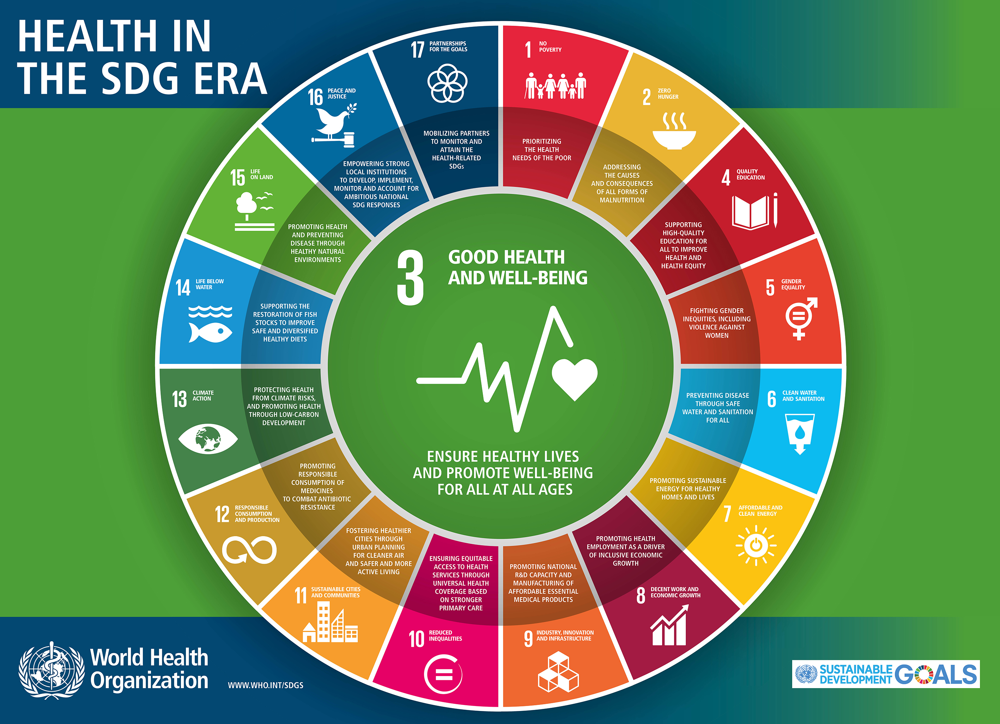 HEALTH IN
THE SDG ERA
17 PARTNERSHIPS
FOR THE GOALS
MOBILIZING PARTNERS
TO MONITOR AND
ATTAIN THE
HEALTH-RELATED
SDGs
1 NO
POVERTY
PRIORITIZING
THE HEALTH
NEEDS OF THE POOR
2 ZERO
HUNGER
ADDRESSING
THE CAUSES
AND CONSEQUENCES
OF ALL FORMS OF
MALNUTRITION
4 QUALITY
EDUCATION
SUPPORTING
HIGH-QUALITY
EDUCATION FOR
ALL TO IMPROVE
HEALTH AND
HEALTH EQUITY
5 GENDER
EQUALITY
FIGHTING GENDER
INEQUITIES, INCLUDING
VIOLENCE AGAINST
WOMEN
6 CLEAN WATER
AND SANITATION
PREVENTING DISEASE
THROUGH SAFE
WATER AND SANITATION
FOR ALL
7 AFFORDABLE AND
CLEAN ENERGY
PROMOTING SUSTAINABLE
ENERGY FOR HEALTHY
HOMES AND LIVES
8 DECENT WORK AND
ECONOMIC GROWTH
PROMOTING HEALTH
EMPLOYMENT AS A DRIVER
OF INCLUSIVE ECONOMIC
GROWTH
9 INDUSTRY, INNOVATION
AND INFRASTRUCTURE
PROMOTING NATIONAL
R&D CAPACITY AND
MANUFACTURING OF
AFFORDABLE ESSENTIAL
MEDICAL PRODUCTS
10 REDUCED
INEQUALITIES
ENSURING EQUITABLE
ACCESS TO HEALTH
SERVICES THROUGH
UNIVERSAL HEALTH
COVERAGE BASED
ON STRONGER
PRIMARY CARE
11 SUSTAINABLE CITIES
AND COMMUNITIES
FOSTERING HEALTHIER
CITIES THROUGH
URBAN PLANNING
FOR CLEANER AIR
AND SAFER AND MORE
ACTIVE LIVING
12 RESPONSIBLE
CONSUMPTION
AND PRODUCTION
PROMOTING
RESPONSIBLE
CONSUMPTION OF
MEDICINES
TO COMBAT ANTIBIOTIC
RESISTANCE
13 CLIMATE
ACTION
PROTECTING HEALTH
FROM CLIMATE RISKS,
AND PROMOTING HEALTH
THROUGH LOW-CARBON
DEVELOPMENT
14 LIFE BELOW
WATER
SUPPORTING THE
RESTORATION OF FISH
STOCKS TO IMPROVE
SAFE AND DIVERSIFIED
HEALTHY DIETS
15 LIFE
ON LAND
PROMOTING HEALTH
AND PREVENTING
DISEASE THROUGH
HEALTHY NATURAL
ENVIRONMENTS
16 PEACE AND
JUSTICE
EMPOWERING STRONG
LOCAL INSTITUTIONS
TO DEVELOP, IMPLEMENT,
MONITOR AND ACCOUNT FOR
AMBITIOUS NATIONAL
SDG RESPONSES
3 GOOD HEALTH
AND WELL-BEING
ENSURE HEALTHY LIVES
AND PROMOTE WELL-BEING
FOR ALL AT ALL AGES
World Health
Organization
WWW.WHO.INT/SDGS
SUSTAINABLE
DEVELOPMENT
GOALS